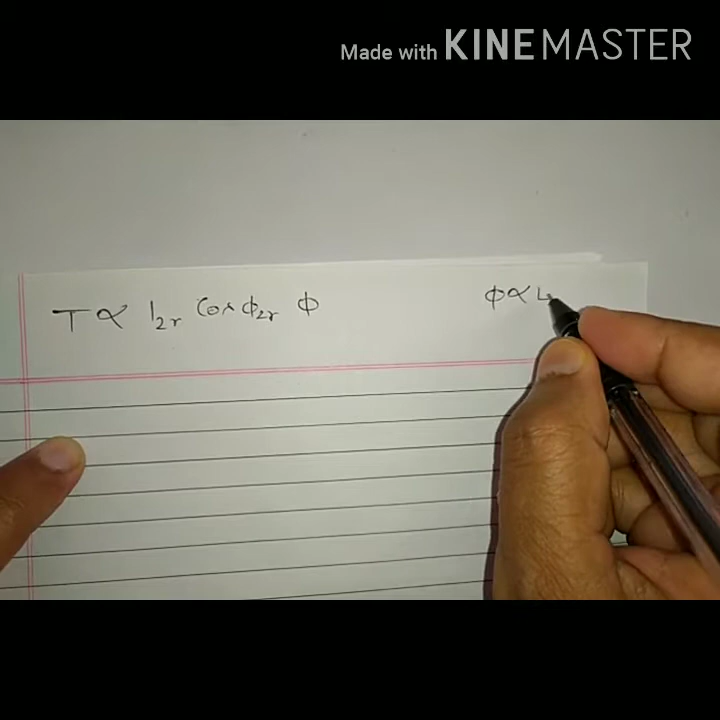 Made with KINEMASTER
T ∝ I₂ᵣ Cos ϕ₂ᵣ ϕ
ϕ ∝